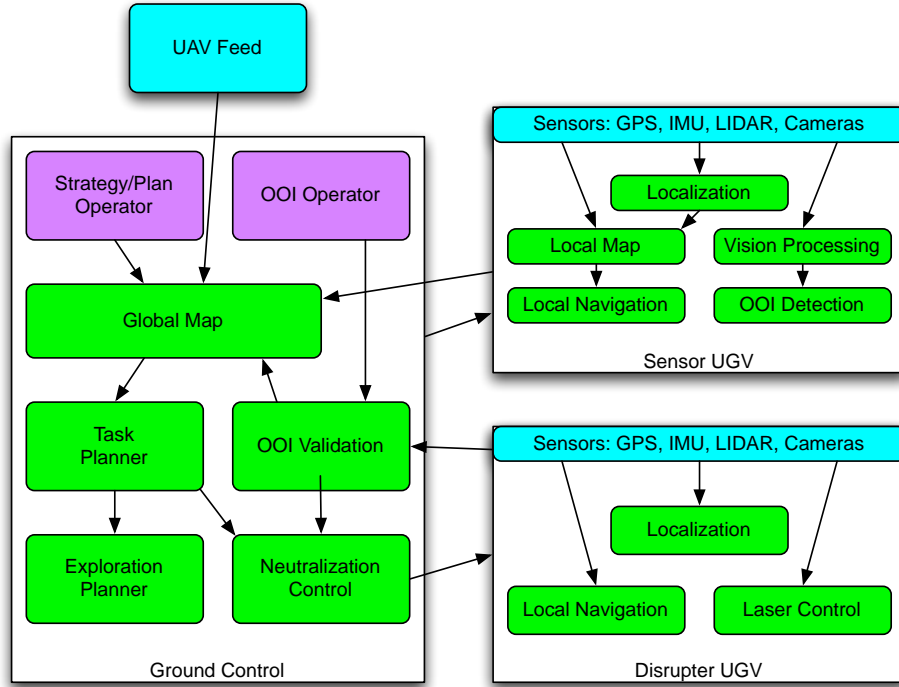 UAV Feed
Strategy/Plan
Operator
OOI Operator
Global Map
Task
Planner
OOI Validation
Exploration
Planner
Neutralization
Control
Ground Control
Sensors: GPS, IMU, LIDAR, Cameras
Localization
Local Map
Vision Processing
Local Navigation
OOI Detection
Sensor UGV
Sensors: GPS, IMU, LIDAR, Cameras
Localization
Local Navigation
Laser Control
Disrupter UGV